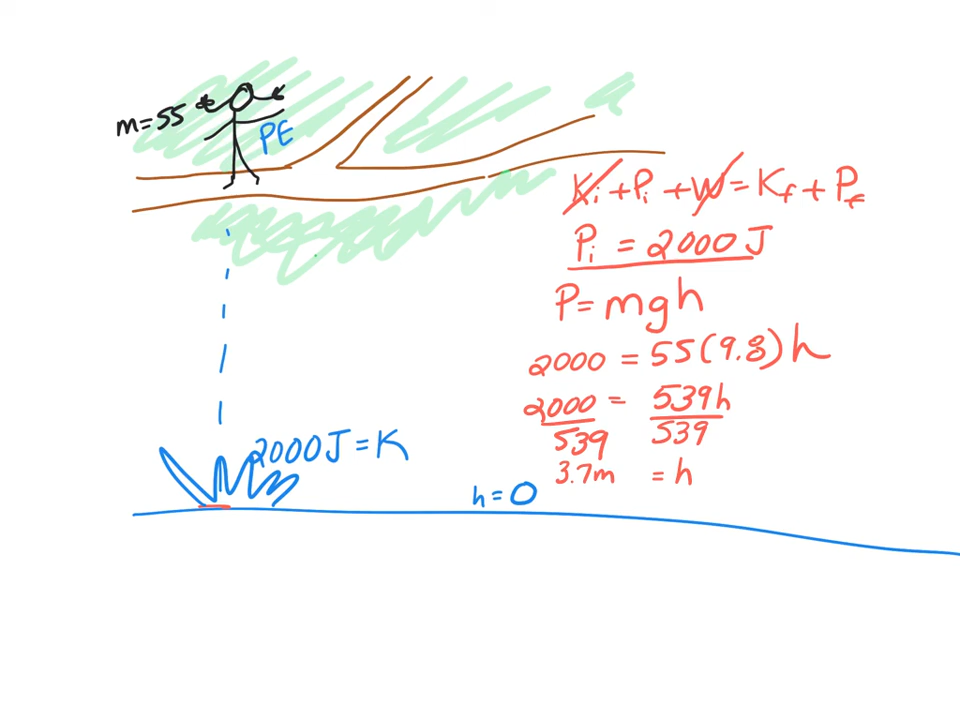 m=55
PE
Ki + Pi + W = Kf + Pf
Pi = 2000 J
P = mgh
2000 = 55(9.8)h
2000 = 539h
539 539
3.7m = h
2000J = K
h = 0